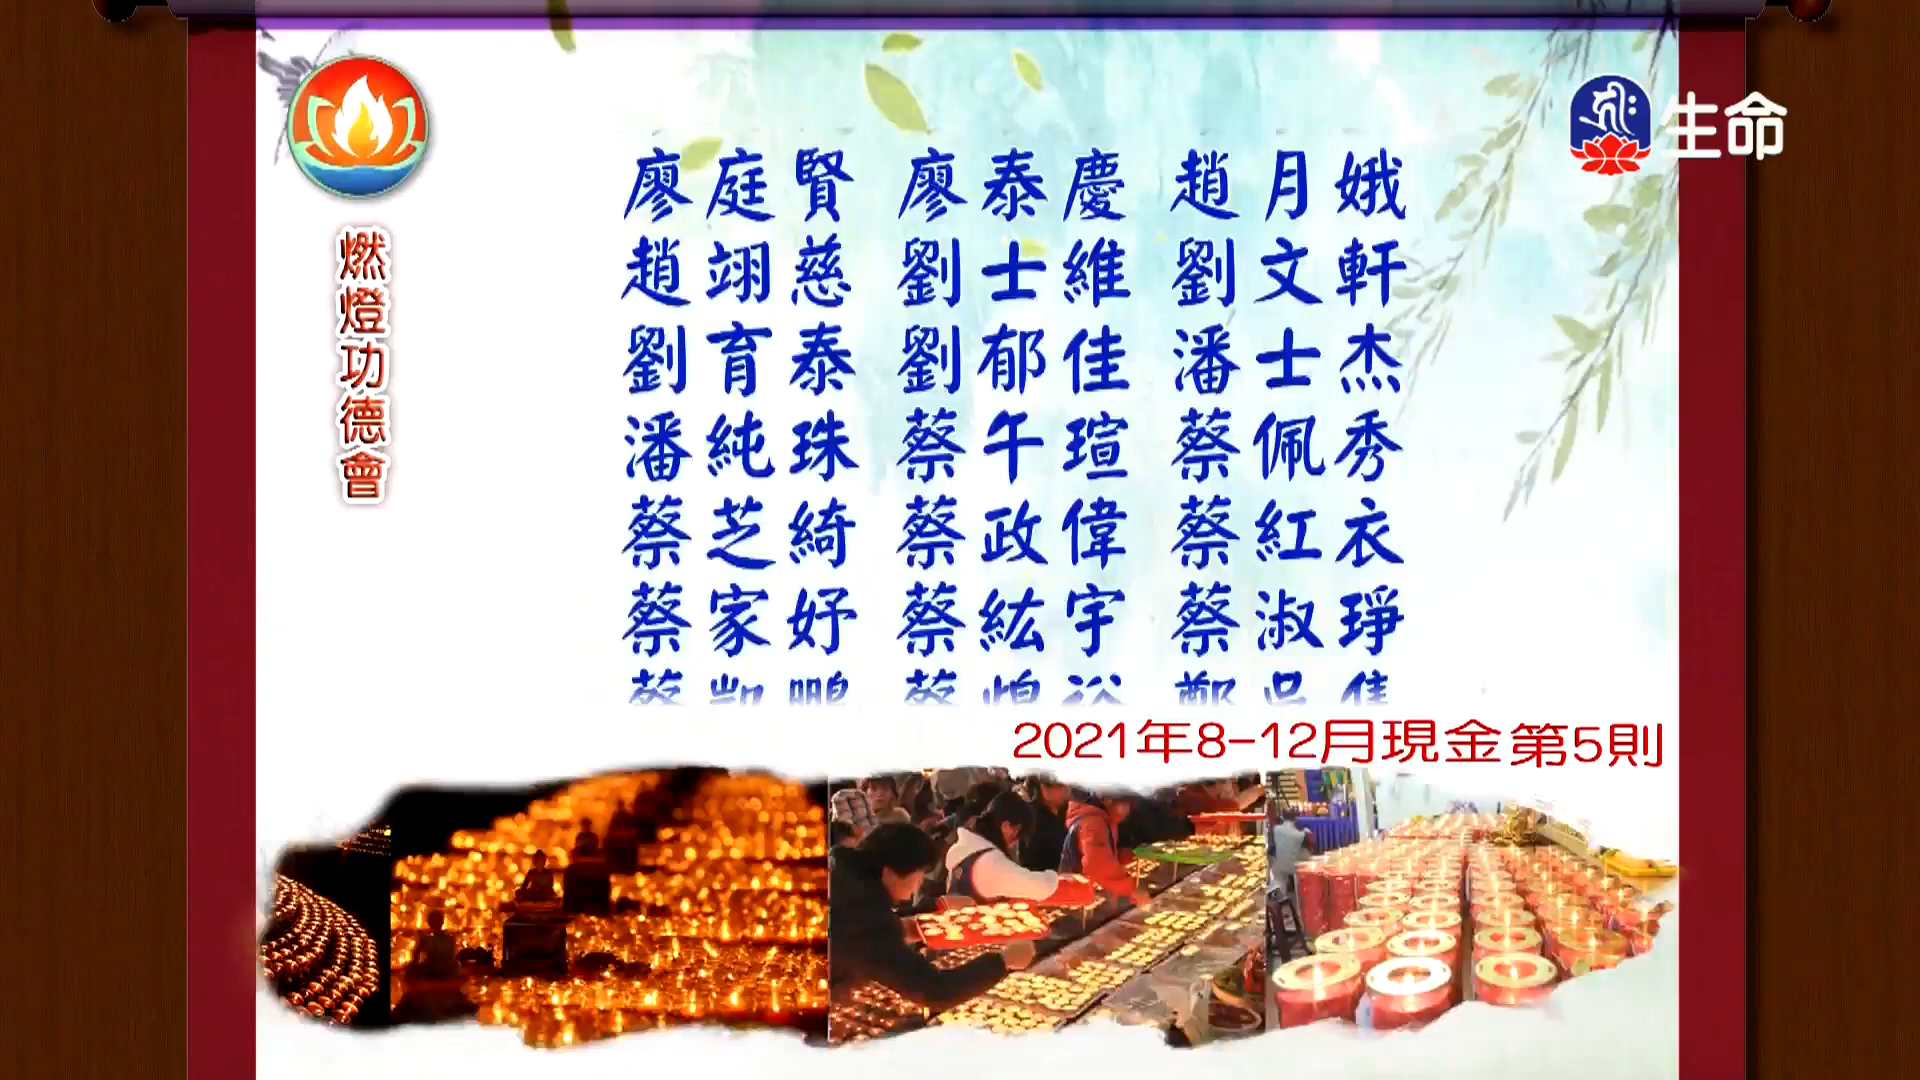 生命
燃燈功德會
廖庭賢 廖泰慶 趙月娥
趙翊慈 劉士維 劉文軒
劉育泰 劉郁佳 潘士杰
潘純珠 蔡午瑄 蔡佩秀
蔡芝綺 蔡政偉 蔡紅衣
蔡家妤 蔡紘宇 蔡淑琤
2021年8-12月現金第5則